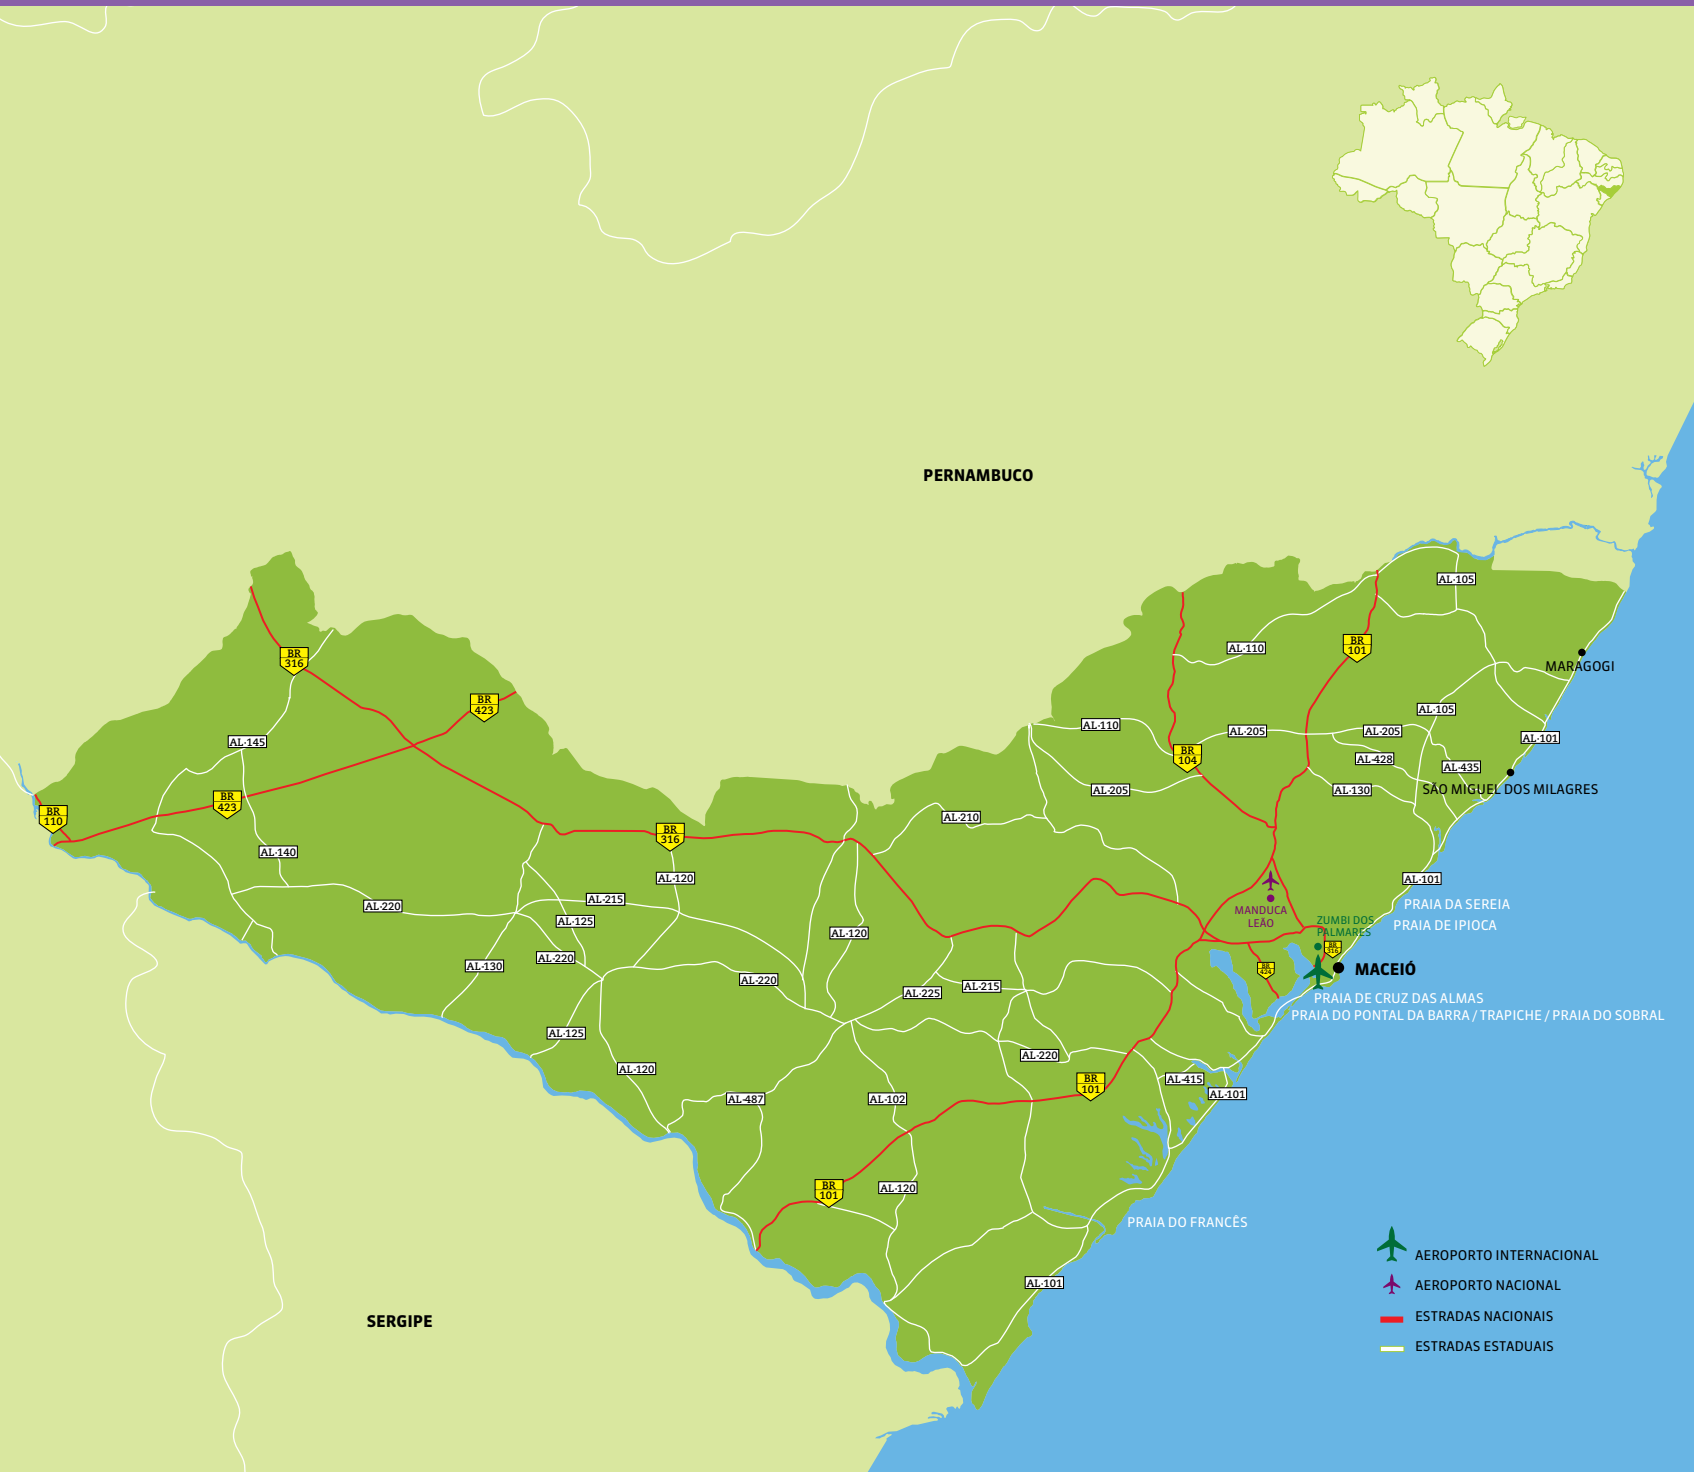 PERNAMBUCO
AL-105
BR
316
AL-110
BR
101
MARAGOGI
BR
423
AL-105
AL-145
AL-110
AL-205
AL-205
AL-101
BR
104
AL-428
AL-435
AL-205
AL-130
SÃO MIGUEL DOS MILAGRES
BR
423
BR
110
AL-210
BR
316
AL-140
AL-120
AL-101
AL-220
AL-215
PRAIA DA SEREIA
MANDUCA
LEÃO
ZUMBI DOS
PALMARES
AL-125
PRAIA DE IPIOCA
AL-120
BR
316
AL-220
AL-130
BR
424
MACEIÓ
AL-220
AL-215
AL-225
PRAIA DE CRUZ DAS ALMAS
PRAIA DO PONTAL DA BARRA / TRAPICHE / PRAIA DO SOBRAL
AL-125
AL-220
AL-120
BR
101
AL-415
AL-101
AL-487
AL-102
BR
101
AL-120
PRAIA DO FRANCÊS
AL-101
SERGIPE
AEROPORTO INTERNACIONAL
AEROPORTO NACIONAL
ESTRADAS NACIONAIS
ESTRADAS ESTADUAIS